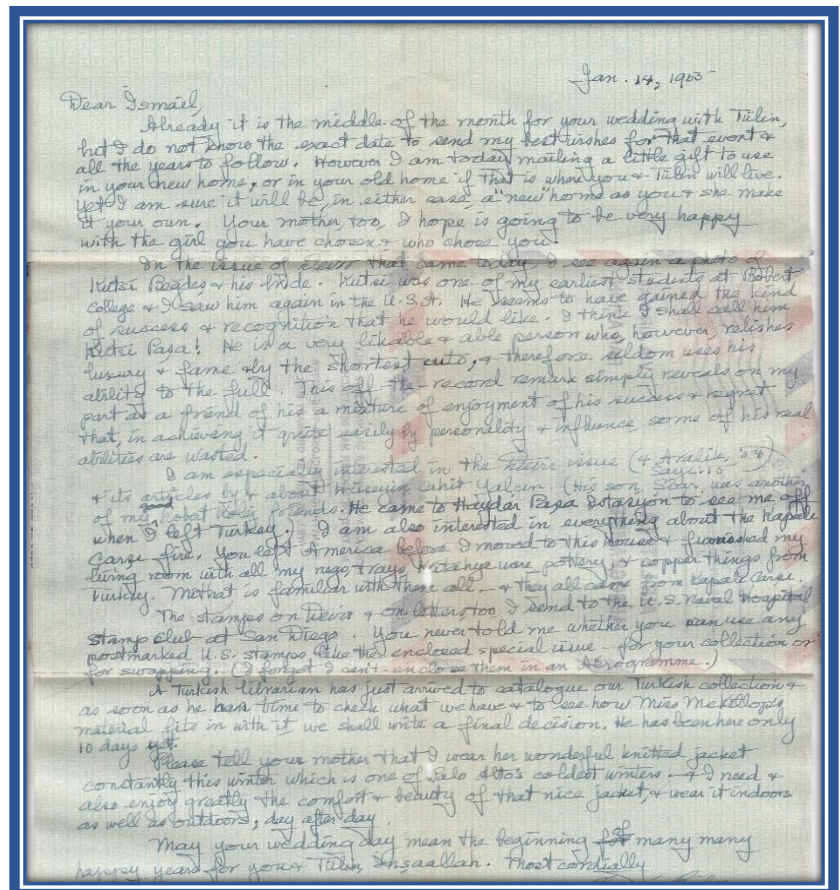 Jan. 14, 1955
Dear Ismail,
Already it is the middle of the month for your wedding with Tülin,
but I do not know the exact date to send my best wishes for that event &
all the years to follow. However I am today mailing a little gift to use
in your new home, or in your old home if that is where you & Tülin will live.
Yet I am sure it will be, in either case, a "new" home as you & she make
it your own. Your mother, too, I hope is going to be very happy
with the girl you have chosen & who chose you.
In the issue of Devir that came today I see again a photo of
Kutsi Begdes & his bride. Kutsi was one of my earliest students at Robert
College & I saw him again in the U.S.A. He seems to have gained the kind
of success & recognition that he would like. I think I shall call him
Kutsi Paşa! He is a very likable & able person who, however, relishes
luxury & fame by the shortest cuts, & therefore seldom uses his
ability to the full. This off-the-record remark simply reveals on my
part as a friend of his a mixture of enjoyment of his success & regret
that, in achieving it quite easily by personality & influence some of his real
abilities are wasted.
I am especially interested in the Devir issue (4 Aralık, 54)
& its articles by & about Hüseyin Cahit Yalçın (His son, was another
of my good friends. He came to Haydar Paşa Istasyon to see me off
when I left Turkey.) I am also interested in everything about the Kapalı
Çarşı fire. You left America before I moved to this house & furnished my
living room with all my rugs, trays, Kutahya ware pottery, & copper things from
Turkey. is familiar with them all — & they all came from Kapalı Çarşı.
The stamps on Devir & on letters too, I send to the U.S. Naval Hospital
Stamp Club at San Diego. You never told me whether you can use any
postmarked U.S. stamps like the enclosed special issue — for your collection or
for swapping. (I forgot I can't enclose them in an Aérogramme.)
A Turkish librarian has just arrived to catalogue our Turkish collection &
as soon as he has time to check what we have & to see how Miss McKillop's
material fits in with it we shall write a final decision. He has been here only
10 days yet.
Please tell your mother that I wear her wonderful knitted jacket
constantly this winter which is one of Palo Alto's coldest winters — & I need &
also enjoy greatly the comfort & beauty of that nice jacket, & wear it indoors
as well as outdoors, day after day.
May your wedding day mean the beginning of many many
happy years for you & Tülin, Inşaallah. Most cordially